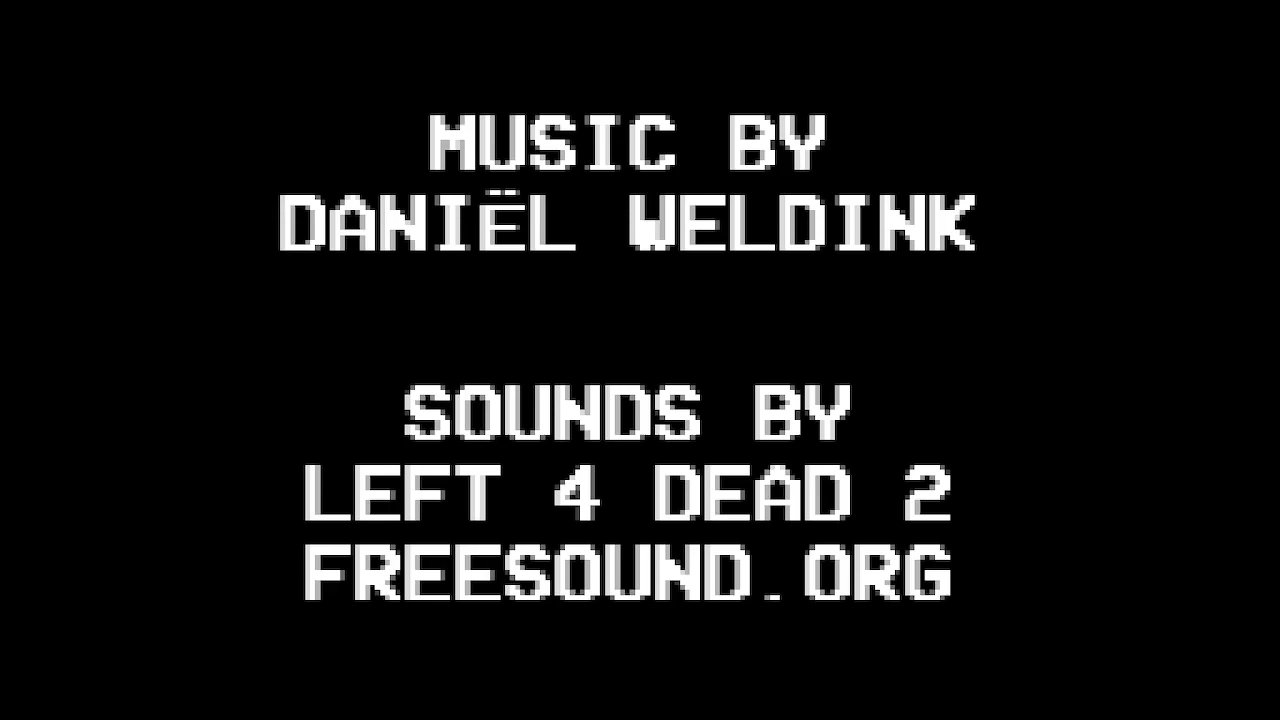 MUSIC BY
DANIËL WELDINK
SOUNDS BY
LEFT 4 DEAD 2
FREESOUND.ORG